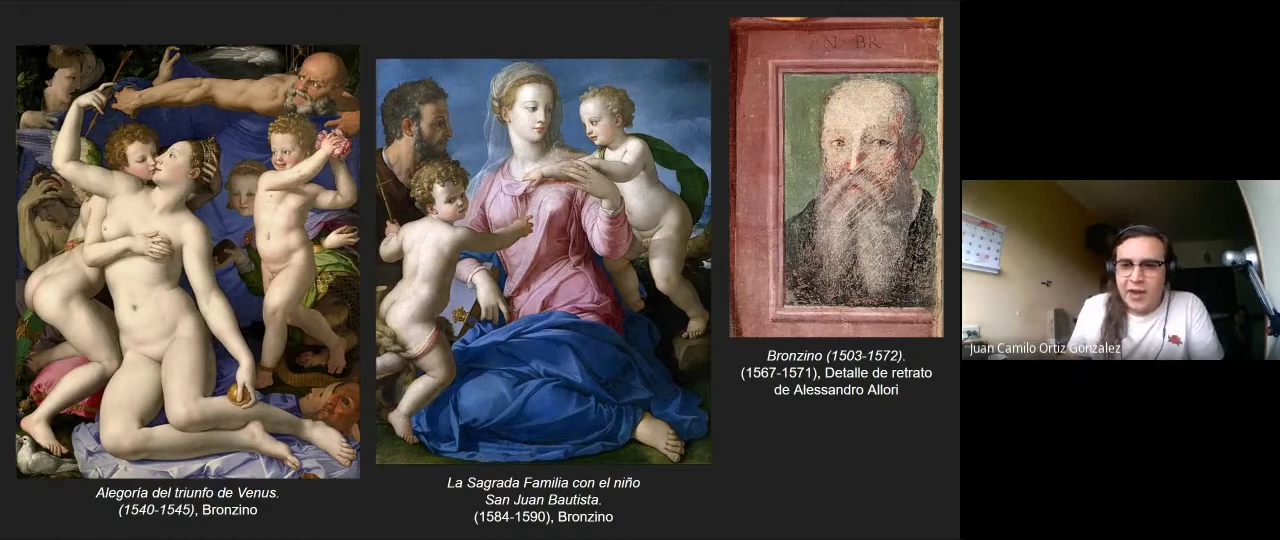 AN BR
Alegoría del triunfo de Venus.
(1540-1545), Bronzino
La Sagrada Familia con el niño
San Juan Bautista.
(1584-1590), Bronzino
Bronzino (1503-1572).
(1567-1571), Detalle de retrato
de Alessandro Allori
Juan Camilo Ortiz Gonzalez